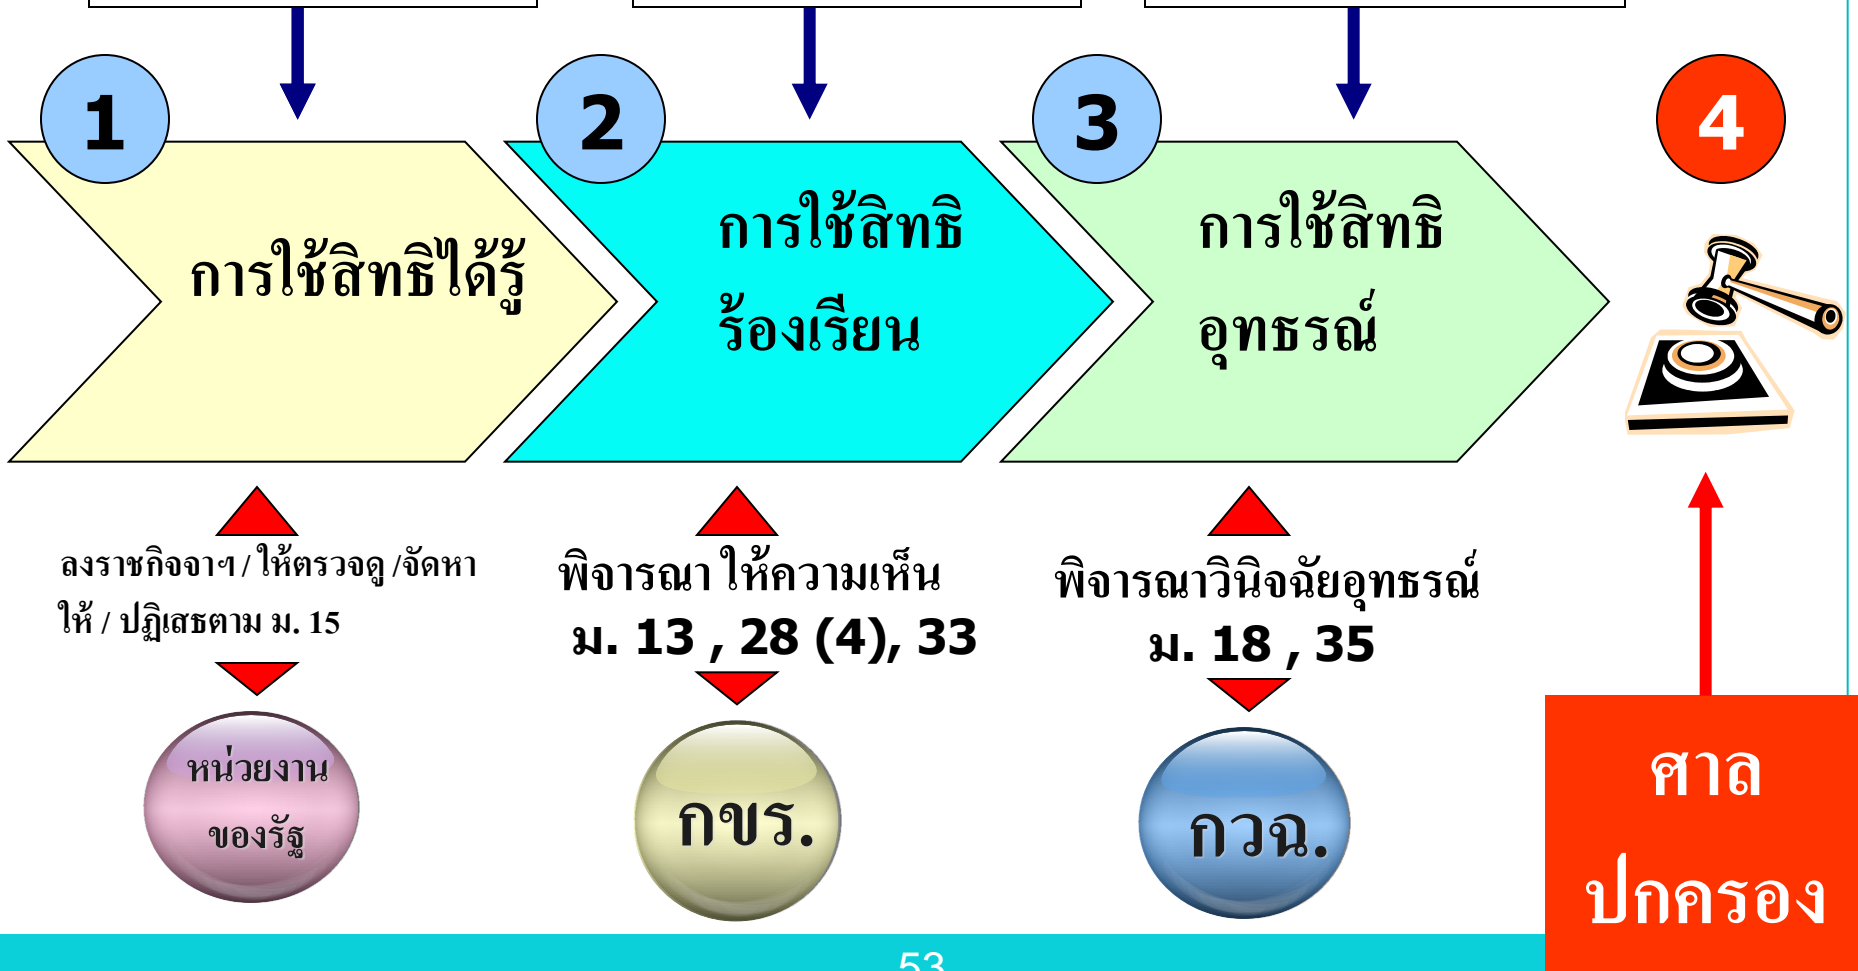 1
2
3
4
การใช้สิทธิได้รู้
การใช้สิทธิ
ร้องเรียน
การใช้สิทธิ
อุทธรณ์
ลงราชกิจจาฯ / ให้ตรวจดู /จัดหา
ให้ / ปฏิเสธตาม ม. 15
พิจารณา ให้ความเห็น
ม. 13 , 28 (4), 33
พิจารณาวินิจฉัยอุทธรณ์
ม. 18 , 35
หน่วยงาน
ของรัฐ
กขร.
กวฉ.
ศาล
ปกครอง
53